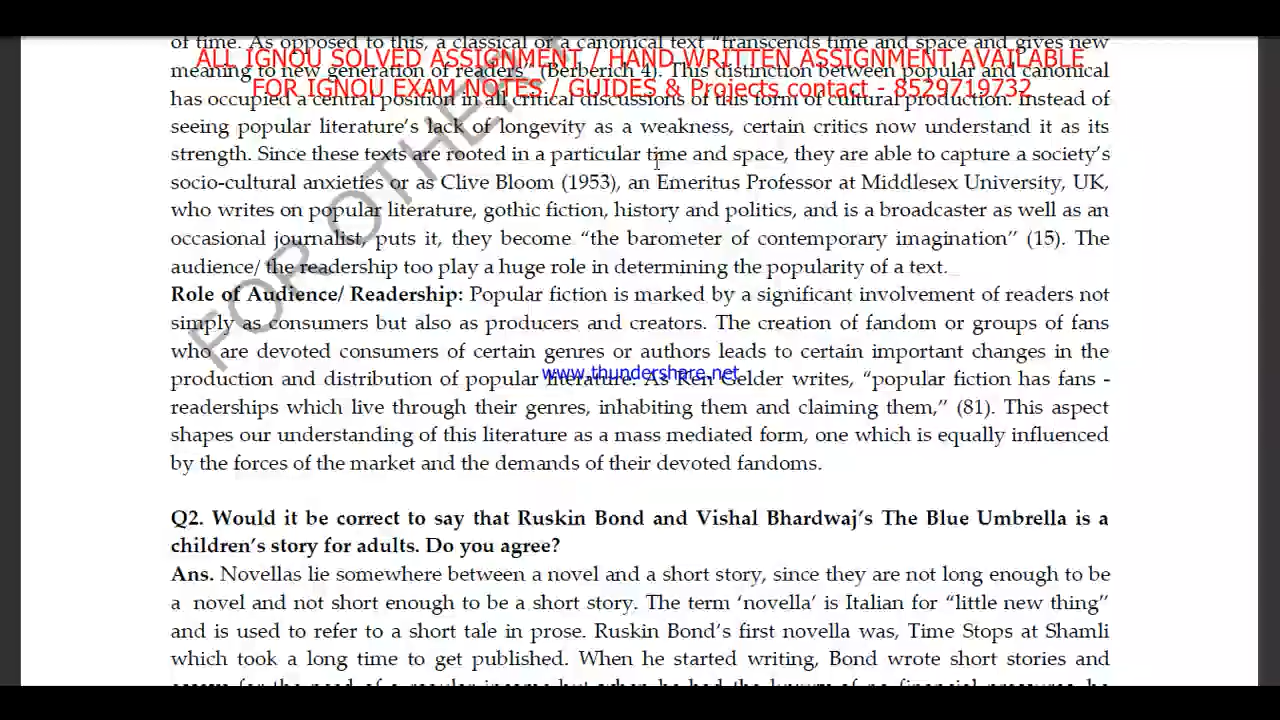 of time. As opposed to this, a classical or a canonical text “transcends time and space and gives new
ALL IGNOU SOLVED ASSIGNMENT / HAND WRITTEN ASSIGNMENT AVAILABLE
meaning to new generation of readers” (Berberich 4). This distinction between popular and canonical
FOR IGNOU EXAM NOTES / GUIDES & Projects contact - 8529719732
has occupied a central position in all critical discussions of this form of cultural production. Instead of
seeing popular literature’s lack of longevity as a weakness, certain critics now understand it as its
strength. Since these texts are rooted in a particular time and space, they are able to capture a society’s
socio-cultural anxieties or as Clive Bloom (1953), an Emeritus Professor at Middlesex University, UK,
who writes on popular literature, gothic fiction, history and politics, and is a broadcaster as well as an
occasional journalist, puts it, they become “the barometer of contemporary imagination” (15). The
audience/ the readership too play a huge role in determining the popularity of a text.
Role of Audience/ Readership: Popular fiction is marked by a significant involvement of readers not
simply as consumers but also as producers and creators. The creation of fandom or groups of fans
who are devoted consumers of certain genres or authors leads to certain important changes in the
www.thundershare.net
production and distribution of popular literature. As Ken Gelder writes, “popular fiction has fans -
readerships which live through their genres, inhabiting them and claiming them,” (81). This aspect
shapes our understanding of this literature as a mass mediated form, one which is equally influenced
by the forces of the market and the demands of their devoted fandoms.
FOR OTHER
Q2. Would it be correct to say that Ruskin Bond and Vishal Bhardwaj’s The Blue Umbrella is a
children’s story for adults. Do you agree?
Ans. Novellas lie somewhere between a novel and a short story, since they are not long enough to be
a novel and not short enough to be a short story. The term ‘novella’ is Italian for “little new thing”
and is used to refer to a short tale in prose. Ruskin Bond’s first novella was, Time Stops at Shamli
which took a long time to get published. When he started writing, Bond wrote short stories and